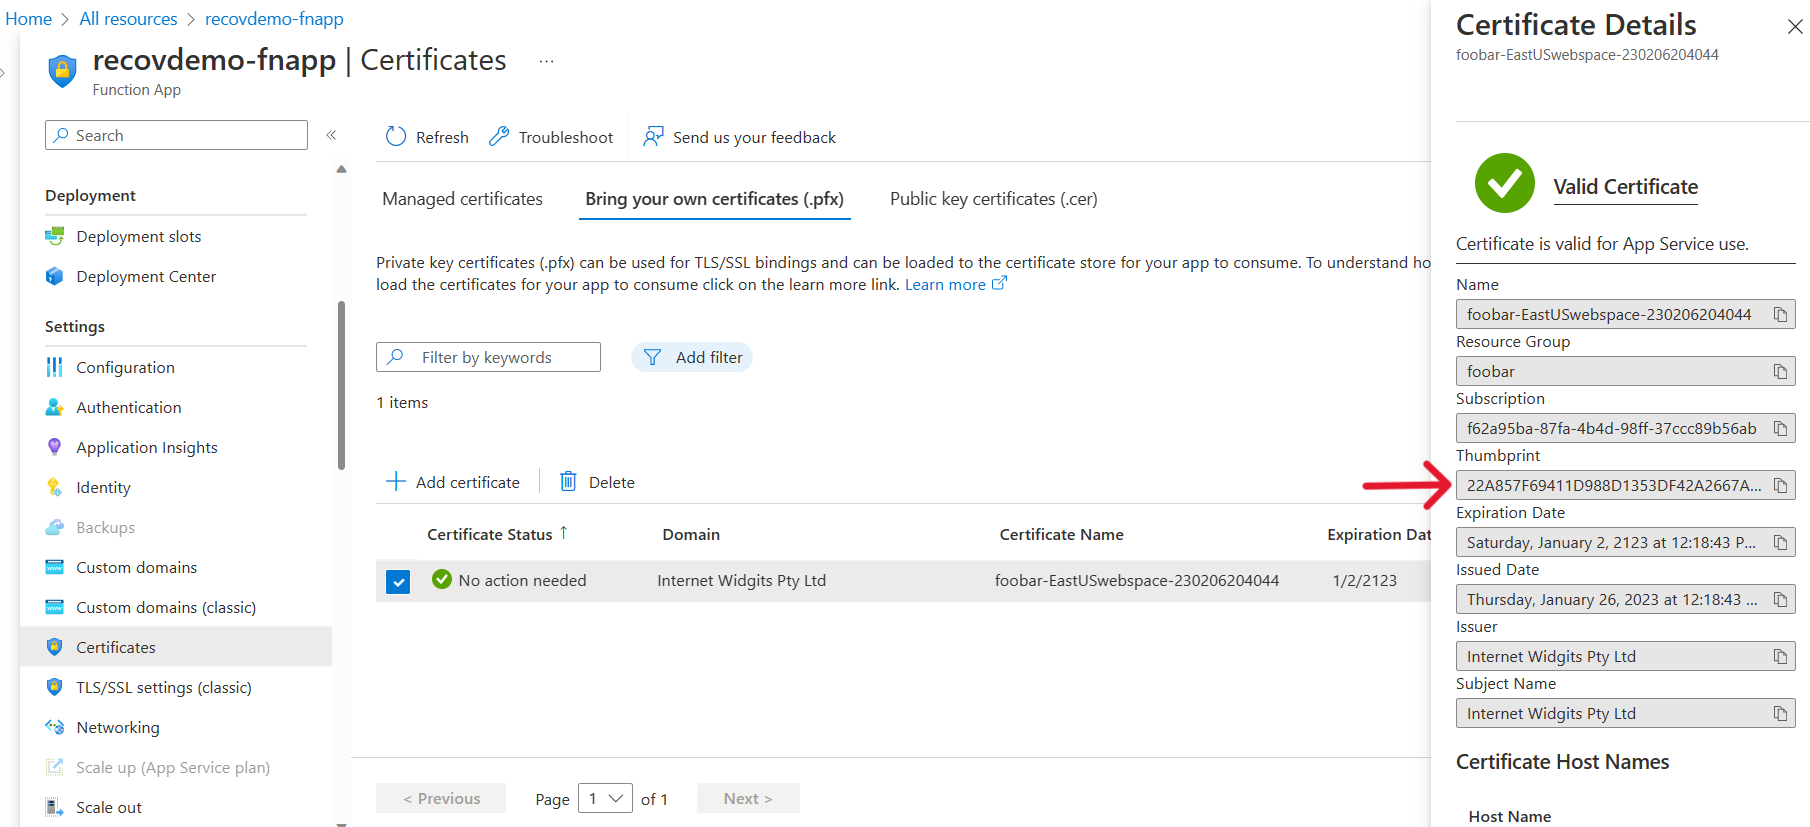 Home > All resources > recovdemo-fnapp
recovdemo-fnapp | Certificates ...
Function App
Search
«
Deployment
Deployment slots
Deployment Center
Settings
Configuration
Authentication
Application Insights
Identity
Backups
Custom domains
Custom domains (classic)
Certificates
TLS/SSL settings (classic)
Networking
Scale up (App Service plan)
Scale out
Refresh
Troubleshoot
Send us your feedback
Managed certificates
Bring your own certificates (.pfx)
Public key certificates (.cer)
Private key certificates (.pfx) can be used for TLS/SSL bindings and can be loaded to the certificate store for your app to consume. To understand ho
load the certificates for your app to consume click on the learn more link. Learn more
Filter by keywords
Add filter
1 items
Add certificate
Delete
Certificate Status ↑ Domain Certificate Name Expiration Dat
No action needed Internet Widgits Pty Ltd foobar-EastUSwebspace-230206204044 1/2/2123
< Previous Page 1 of 1 Next >
Certificate Details
foobar-EastUSwebspace-230206204044
Valid Certificate
Certificate is valid for App Service use.
Name
foobar-EastUSwebspace-230206204044
Resource Group
foobar
Subscription
f62a95ba-87fa-4b4d-98ff-37ccc89b56ab
Thumbprint
22A857F69411D988D1353DF42A2667A...
Expiration Date
Saturday, January 2, 2123 at 12:18:43 P...
Issued Date
Thursday, January 26, 2023 at 12:18:43 ...
Issuer
Internet Widgits Pty Ltd
Subject Name
Internet Widgits Pty Ltd
Certificate Host Names
Host Name